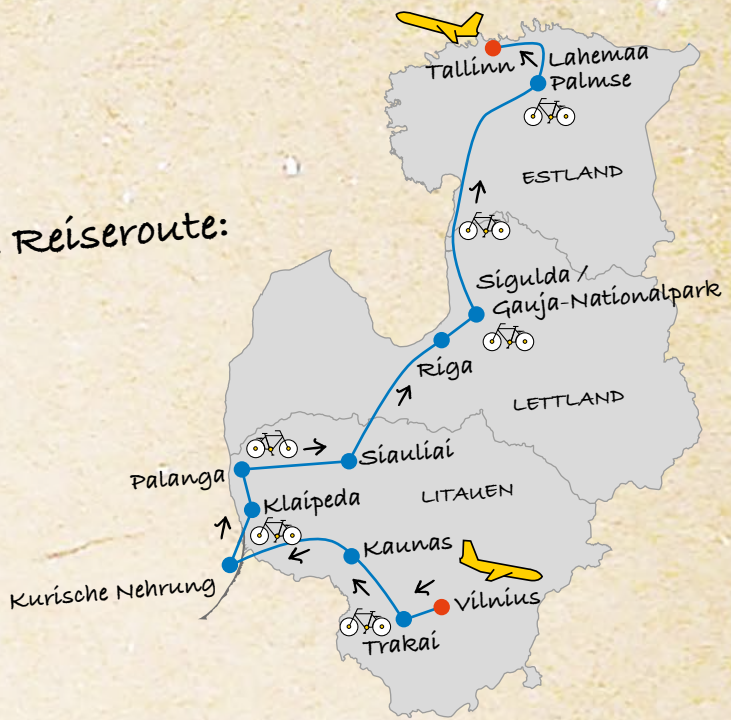 Reiseroute:
Tallinn
Lahemaa
Palmse
ESTLAND
Sigulda /
Gauja-Nationalpark
Riga
LETTLAND
Siauliai
Palanga
Klaipeda
LITAUEN
Kaunas
Kurische Nehrung
Vilnius
Trakai